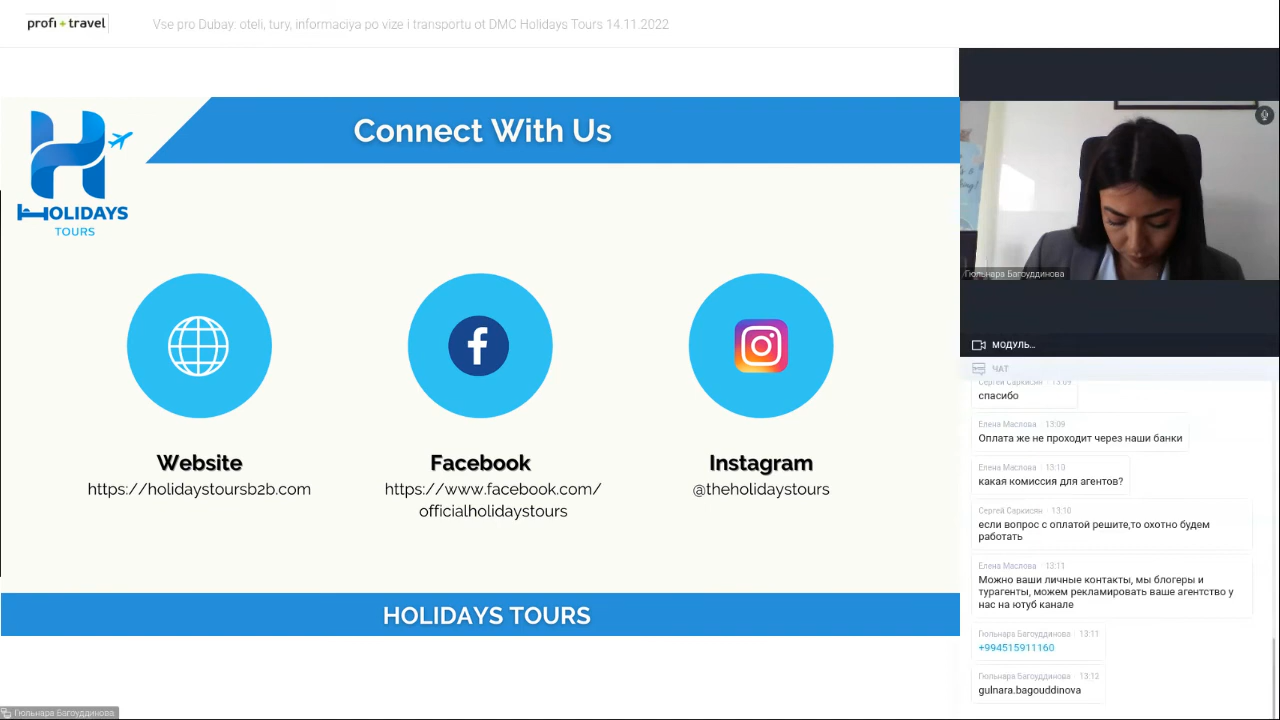 profi travel
Vse pro Dubay: oteli, tury, informaciya po vize i transportu ot DMC Holidays Tours 14.11.2022
Connect With Us
HOLIDAYS
TOURS
Website
https://holidaystoursb2b.com
Facebook
https://www.facebook.com/
officialholidaystours
Instagram
@theholidaystours
HOLIDAYS TOURS
Гюльнара Багоуддинова
Гюльнара Багоуддинова
МОДУЛЬ...
ЧАТ
Сергей Саркисян · 13:09
спасибо
Елена Маслова · 13:09
Оплата же не проходит через наши банки
Елена Маслова · 13:10
какая комиссия для агентов?
Сергей Саркисян · 13:10
если вопрос с оплатой решите,то охотно будем
работать
Елена Маслова · 13:11
Можно ваши личные контакты, мы блогеры и
турагенты, можем рекламировать ваше агентство у
нас на ютуб канале
Гюльнара Багоуддинова · 13:11
+994515911160
Гюльнара Багоуддинова · 13:12
gulnara.bagouddinova